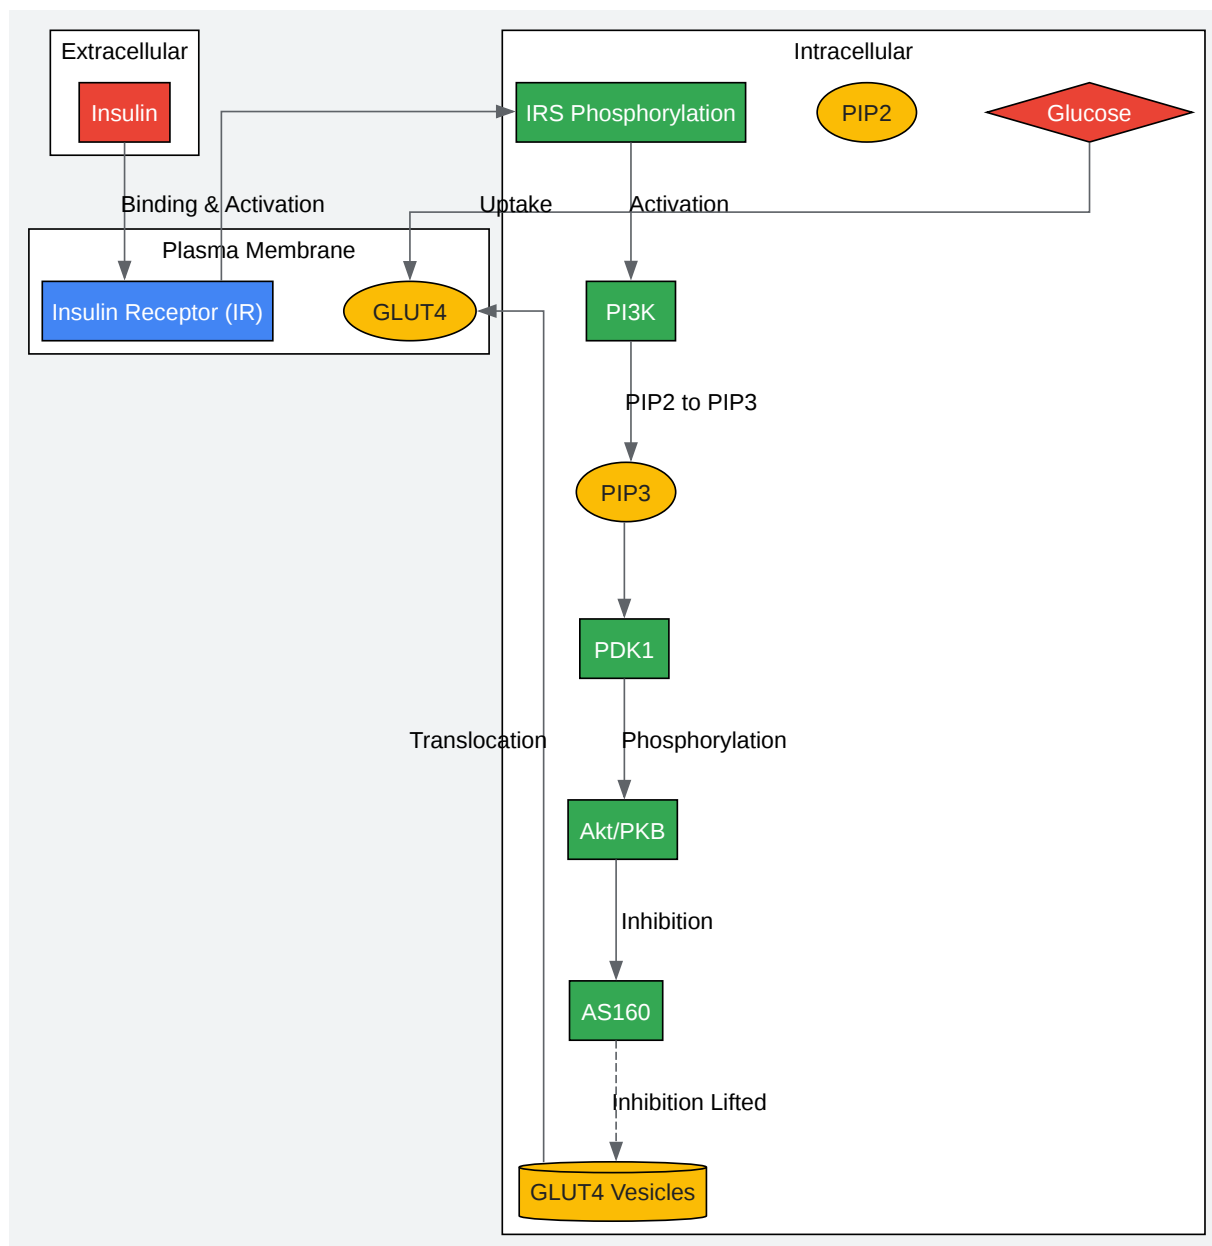 Extracellular
Intracellular
Insulin
IRS Phosphorylation
PIP2
Glucose
Binding & Activation
Uptake
Activation
Plasma Membrane
Insulin Receptor (IR)
GLUT4
PI3K
PIP2 to PIP3
PIP3
PDK1
Translocation
Phosphorylation
Akt/PKB
Inhibition
AS160
Inhibition Lifted
GLUT4 Vesicles